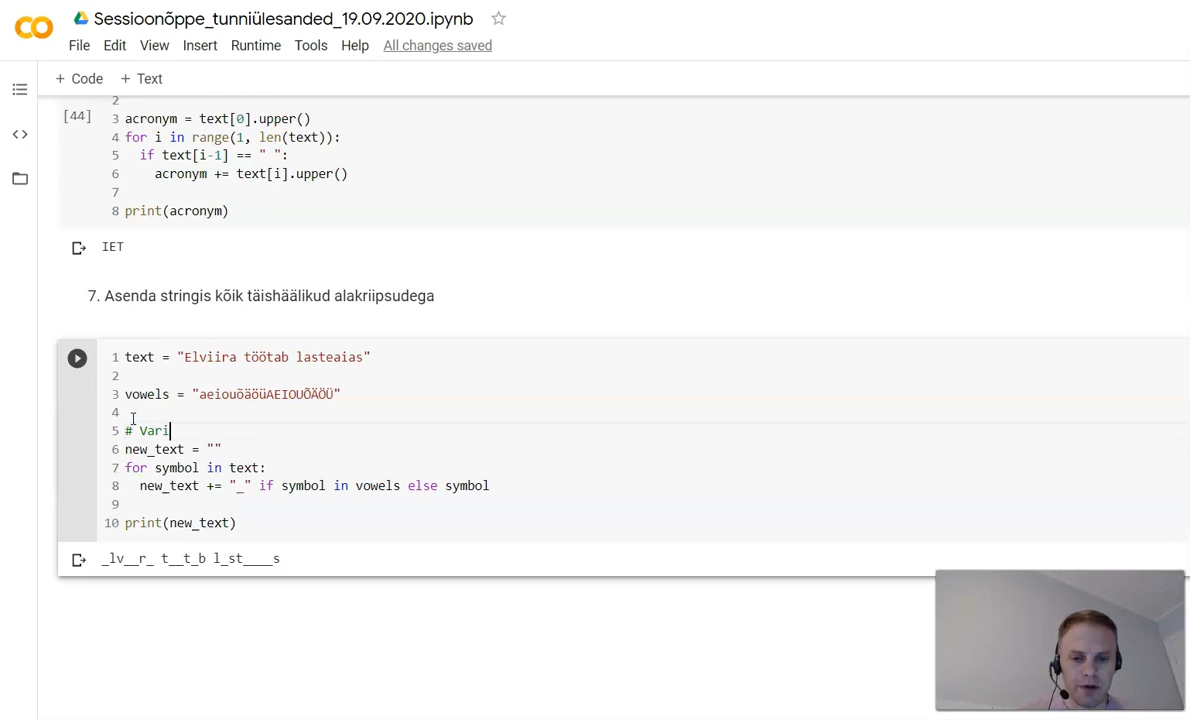 Sessioonõppe_tunniülesanded_19.09.2020.ipynb
File Edit View Insert Runtime Tools Help All changes saved
+ Code + Text
2
[44]
3 acronym = text[0].upper()
4 for i in range(1, len(text)):
5 if text[i-1] == " ":
6 acronym += text[i].upper()
7
8 print(acronym)
IET
7. Asenda stringis kõik täishäälikud alakriipsudega
1 text = "Elviira töötab lasteaias"
2
3 vowels = "aeiouõäöüAEIOUÕÄÖÜ"
4
5 # Vari
6 new_text = ""
7 for symbol in text:
8 new_text += "_" if symbol in vowels else symbol
9
10 print(new_text)
_lv__r_ t__t_b l_st____s